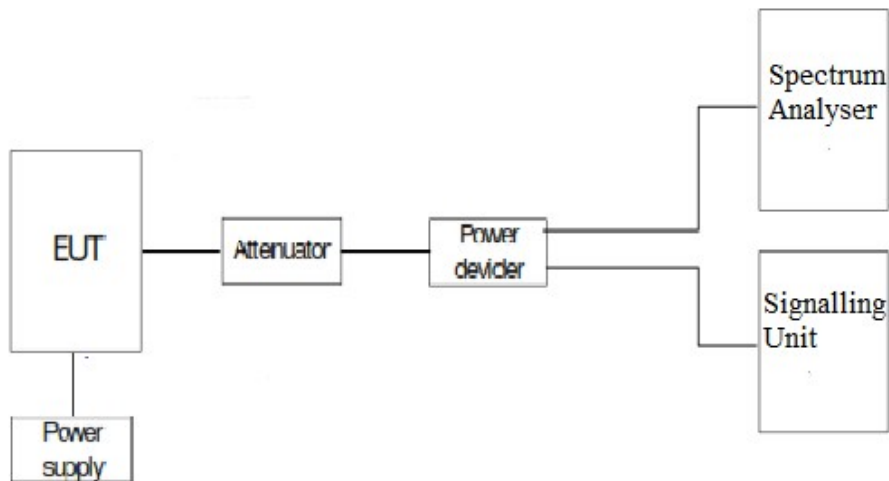 Spectrum
Analyser
EUT
Attenuator
Power
devider
Signalling
Unit
Power
supply